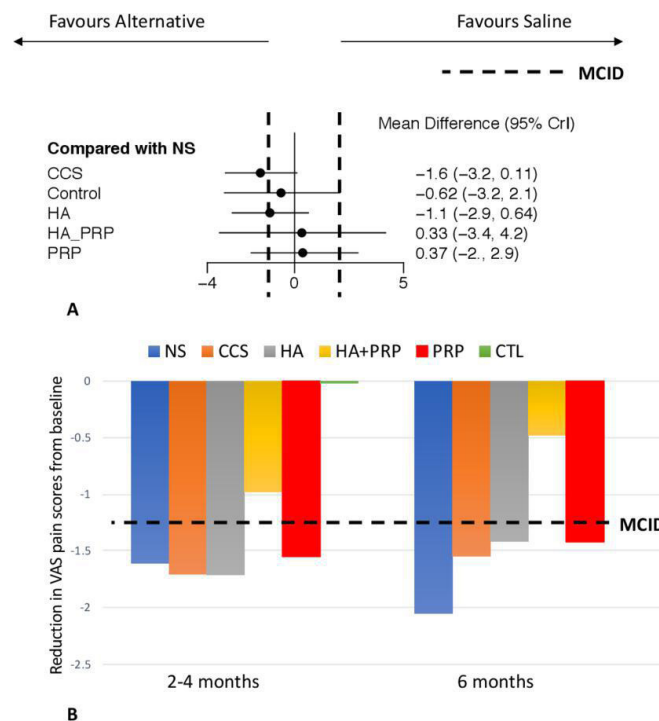 Favours Alternative Favours Saline
MCID
Mean Difference (95% CrI)
Compared with NS
CCS −1.6 (−3.2, 0.11)
Control −0.62 (−3.2, 2.1)
HA −1.1 (−2.9, 0.64)
HA_PRP 0.33 (−3.4, 4.2)
PRP 0.37 (−2., 2.9)
−4 0 5
A
NS CCS HA HA+PRP PRP CTL
Reduction in VAS pain scores from baseline
0
-0.5
-1
MCID
-1.5
-2
-2.5
2-4 months 6 months
B